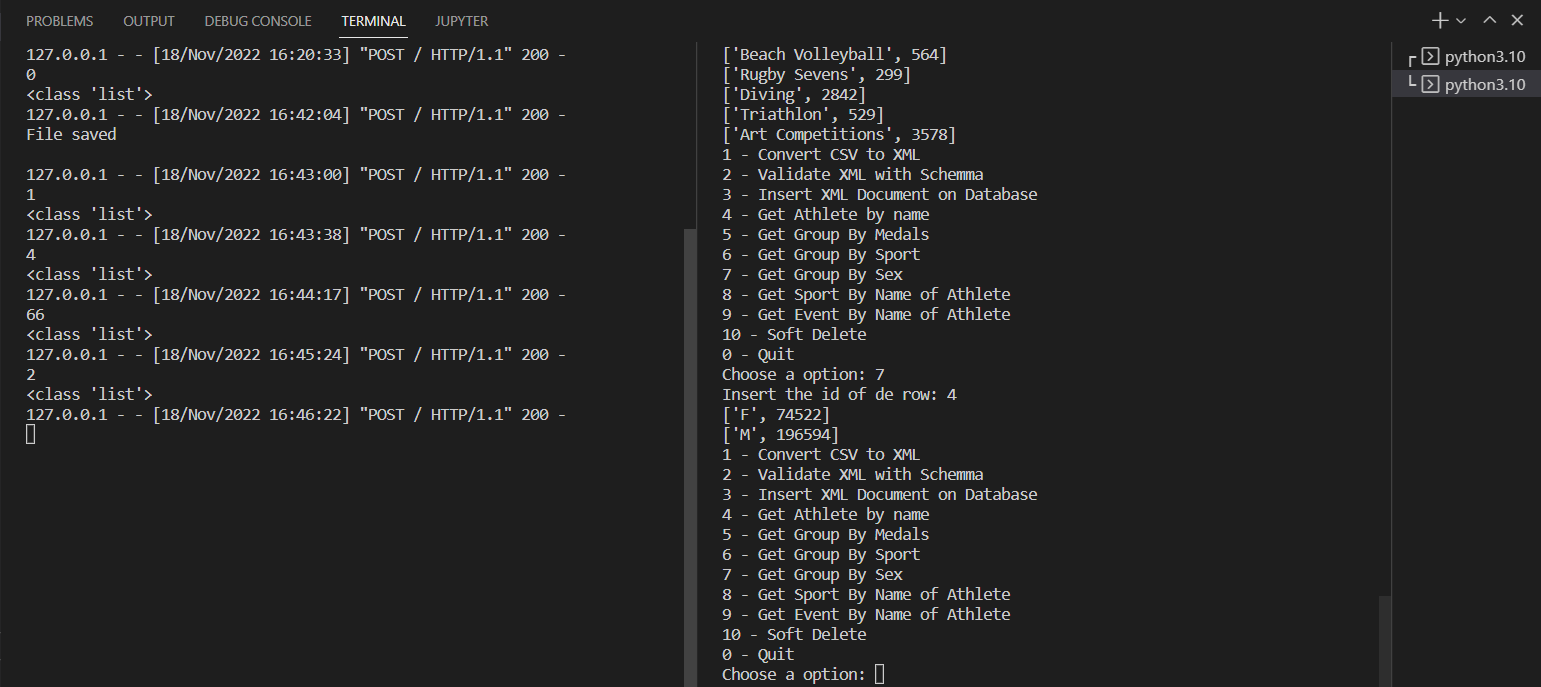 PROBLEMS OUTPUT DEBUG CONSOLE TERMINAL JUPYTER
127.0.0.1 - - [18/Nov/2022 16:20:33] "POST / HTTP/1.1" 200 -
0
<class 'list'>
127.0.0.1 - - [18/Nov/2022 16:42:04] "POST / HTTP/1.1" 200 -
File saved
127.0.0.1 - - [18/Nov/2022 16:43:00] "POST / HTTP/1.1" 200 -
1
<class 'list'>
127.0.0.1 - - [18/Nov/2022 16:43:38] "POST / HTTP/1.1" 200 -
4
<class 'list'>
127.0.0.1 - - [18/Nov/2022 16:44:17] "POST / HTTP/1.1" 200 -
66
<class 'list'>
127.0.0.1 - - [18/Nov/2022 16:45:24] "POST / HTTP/1.1" 200 -
2
<class 'list'>
127.0.0.1 - - [18/Nov/2022 16:46:22] "POST / HTTP/1.1" 200 -
['Beach Volleyball', 564]
['Rugby Sevens', 299]
['Diving', 2842]
['Triathlon', 529]
['Art Competitions', 3578]
1 - Convert CSV to XML
2 - Validate XML with Schemma
3 - Insert XML Document on Database
4 - Get Athlete by name
5 - Get Group By Medals
6 - Get Group By Sport
7 - Get Group By Sex
8 - Get Sport By Name of Athlete
9 - Get Event By Name of Athlete
10 - Soft Delete
0 - Quit
Choose a option: 7
Insert the id of de row: 4
['F', 74522]
['M', 196594]
1 - Convert CSV to XML
2 - Validate XML with Schemma
3 - Insert XML Document on Database
4 - Get Athlete by name
5 - Get Group By Medals
6 - Get Group By Sport
7 - Get Group By Sex
8 - Get Sport By Name of Athlete
9 - Get Event By Name of Athlete
10 - Soft Delete
0 - Quit
Choose a option:
python3.10
python3.10